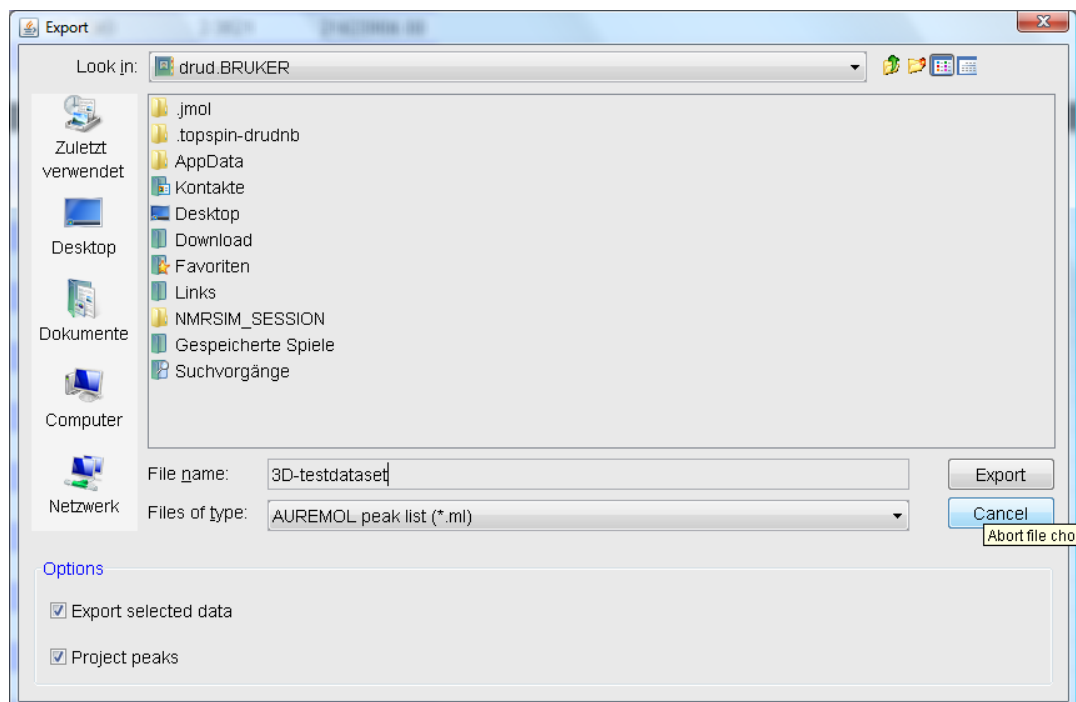 Export
Look in: drud.BRUKER
Zuletzt
verwendet
Desktop
Dokumente
Computer
Netzwerk
.jmol
.topspin-drudnb
AppData
Kontakte
Desktop
Download
Favoriten
Links
NMRSIM_SESSION
Gespeicherte Spiele
Suchvorgänge
File name: 3D-testdataset Export
Files of type: AUREMOL peak list (*.ml) Cancel
Abort file cho
Options
Export selected data
Project peaks